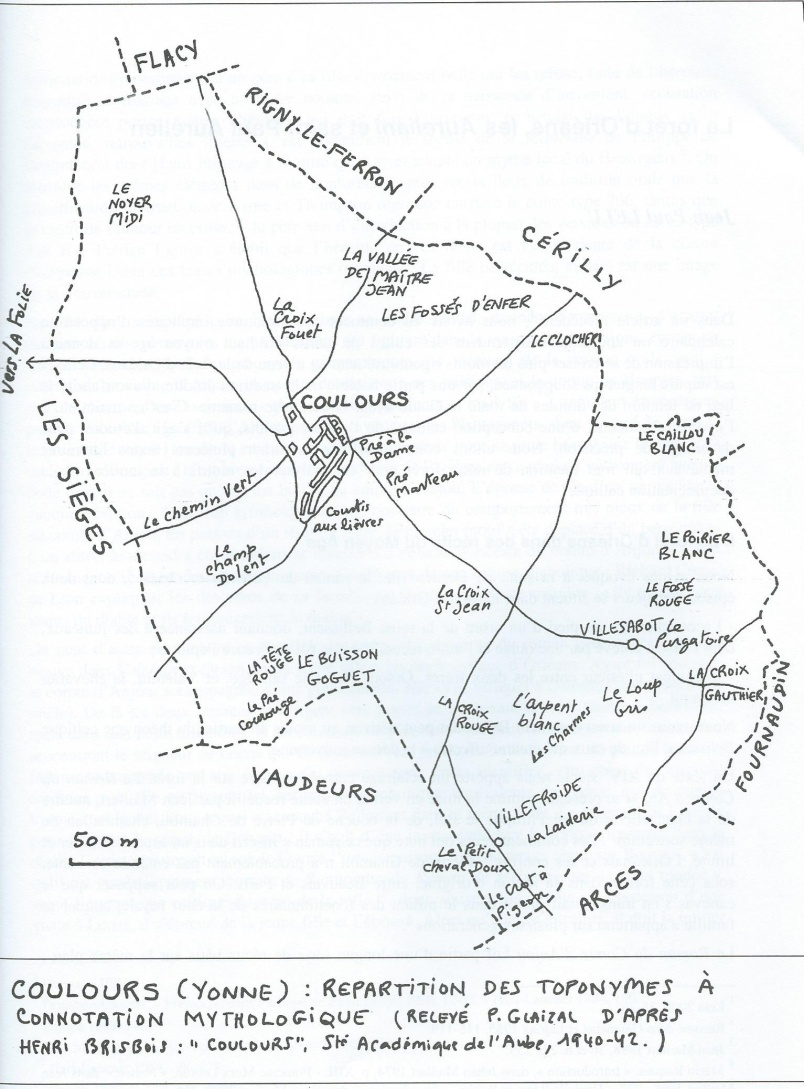 FLACY
RIGNY-LE-FERRON
LE
NOYER
MIDI
CERILLY
LA VALLÉE
DE MAÎTRE
JEAN
La
Croix
Fouet
LES FOSSÉS D'ENFER
LE CLOCHER
VERS LA FOLIE
COULOURS
LES SIÈGES
Pré à la
Dame
LE CAILLOU
BLANC
Pré
Manteau
Le Chemin Vert
Courtis
aux lièvres
Le
champ
Dolent
LE POIRIER
BLANC
La Croix
St Jean
LE FOSSE
ROUGE
VILLESABOT
Le
Purgatoire
LA TÊTE
ROUGE
LE BUISSON
GOGUET
LA CROIX
GAUTHIER
Le Pré
Courouge
LA
CROIX
ROUGE
L'arpent
blanc
Le Loup
Gris
Les Charmes
FOURNAUDIN
VAUDEURS
VILLEFROIDE
La Laiderie
500 m
Le Petit
cheval Doux
Le Clos à
Pigeon
ARCES
COULOURS (YONNE) : REPARTITION DES TOPONYMES À
CONNOTATION MYTHOLOGIQUE (RELEVÉ P. GLAIZAL D'APRÈS
HENRI BRISBOIS : "COULOURS", Sté Académique de l'Aube, 1940-42. )